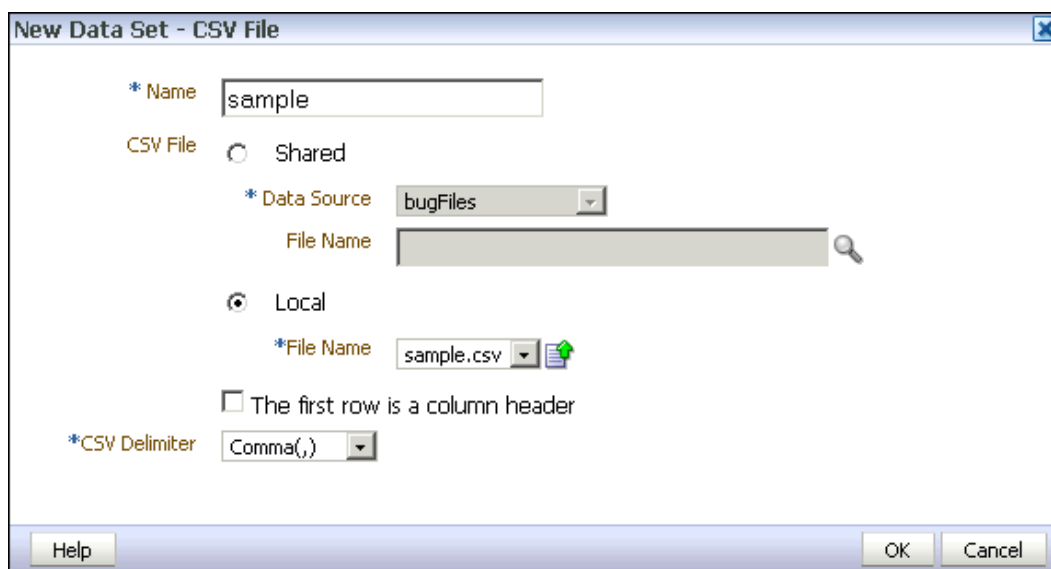 New Data Set - CSV File
* Name sample
CSV File Shared
* Data Source bugFiles
File Name
Local
*File Name sample.csv
The first row is a column header
*CSV Delimiter Comma(,)
Help OK Cancel